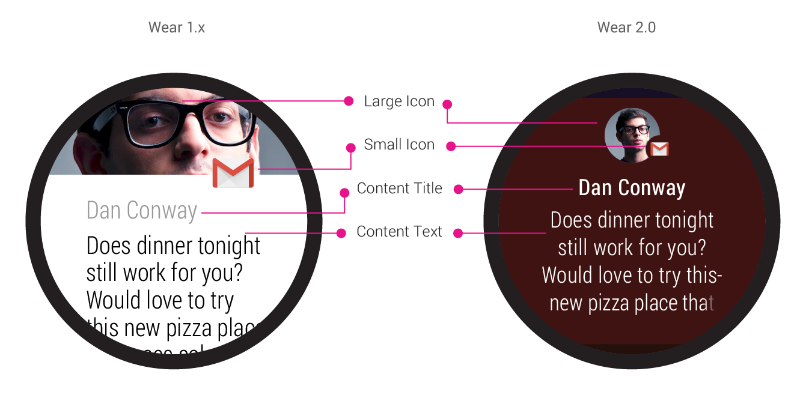 Wear 1.x
Wear 2.0
Large Icon
Small Icon
Content Title
Content Text
Dan Conway
Does dinner tonight
still work for you?
Would love to try
this new pizza place
Dan Conway
Does dinner tonight
still work for you?
Would love to try this-
new pizza place that